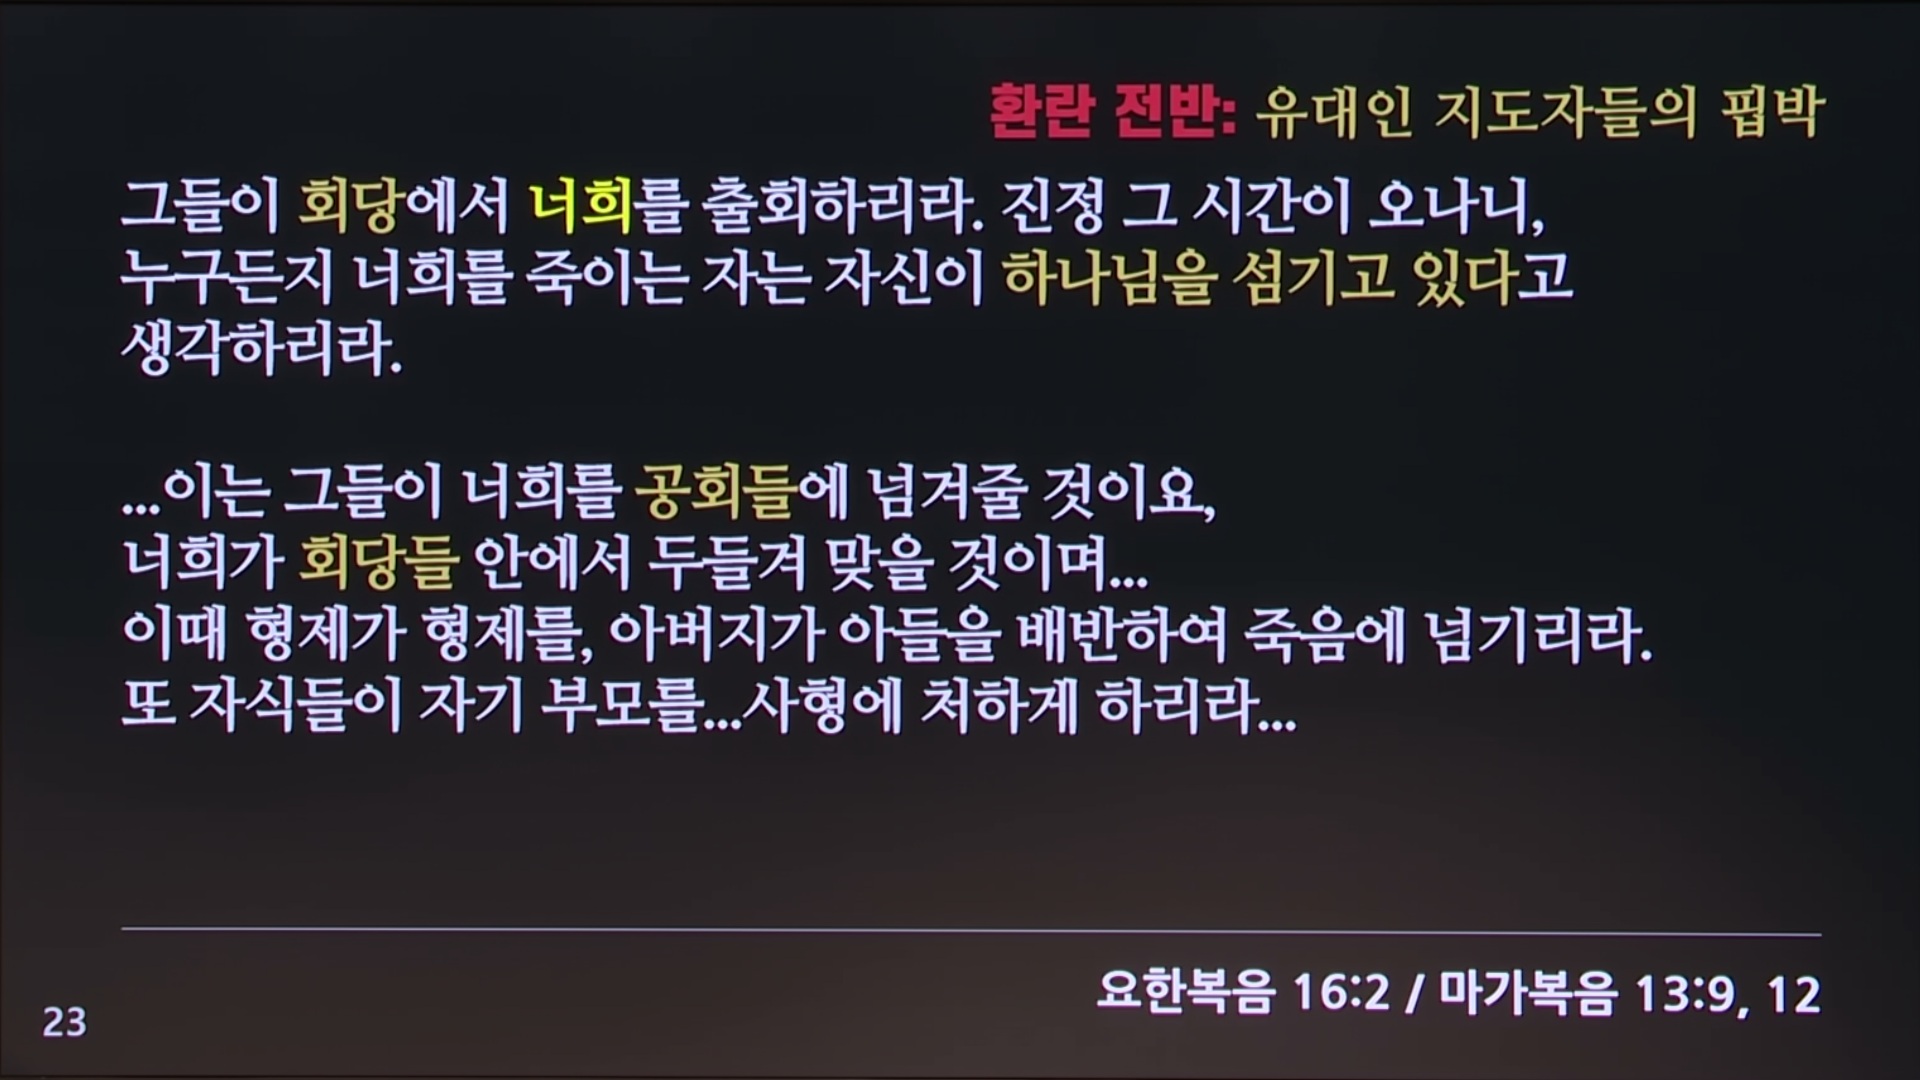 환란 전반: 유대인 지도자들의 핍박
그들이 회당에서 너희를 출회하리라. 진정 그 시간이 오나니,
누구든지 너희를 죽이는 자는 자신이 하나님을 섬기고 있다고
생각하리라.
...이는 그들이 너희를 공회들에 넘겨줄 것이요,
너희가 회당들 안에서 두들겨 맞을 것이며...
이때 형제가 형제를, 아버지가 아들을 배반하여 죽음에 넘기리라.
또 자식들이 자기 부모를...사형에 처하게 하리라...
요한복음 16:2 / 마가복음 13:9, 12
23